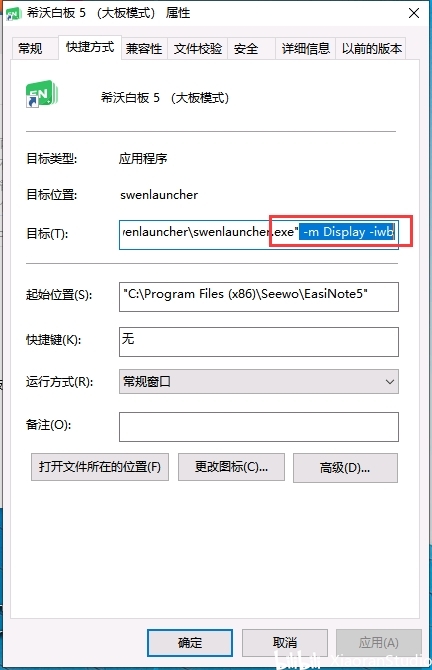 希沃白板 5 （大板模式） 属性
常规 快捷方式 兼容性 文件校验 安全 详细信息 以前的版本
EN
希沃白板 5 （大板模式）
目标类型: 应用程序
目标位置: swenlauncher
目标(T): venlauncher\swenlauncher.exe" -m Display -iwb
起始位置(S): "C:\Program Files (x86)\Seewo\EasiNote5"
快捷键(K): 无
运行方式(R): 常规窗口
备注(O):
打开文件所在的位置(F) 更改图标(C)... 高级(D)...
确定 取消 应用(A)